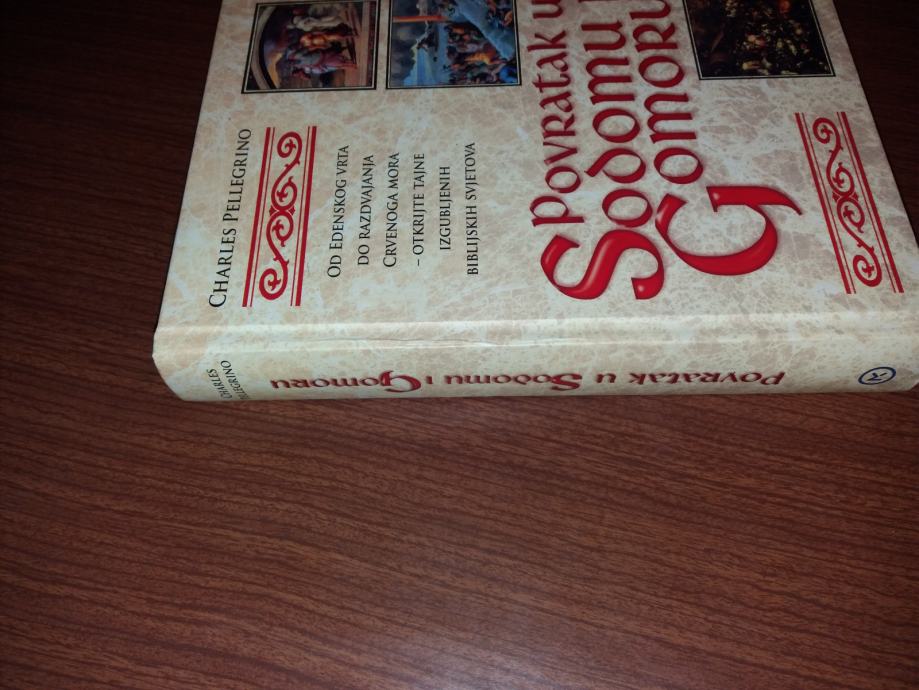 CHARLES PELLEGRINO
OD EDENSKOG VRTA
DO RAZDVAJANJA
CRVENOGA MORA
– OTKRIJTE TAJNE
IZGUBLJENIH
BIBLIJSKIH SVJETOVA
Povratak u
Sodomu i
Gomoru
CHARLES
Povratak u Sodomu i Gomoru